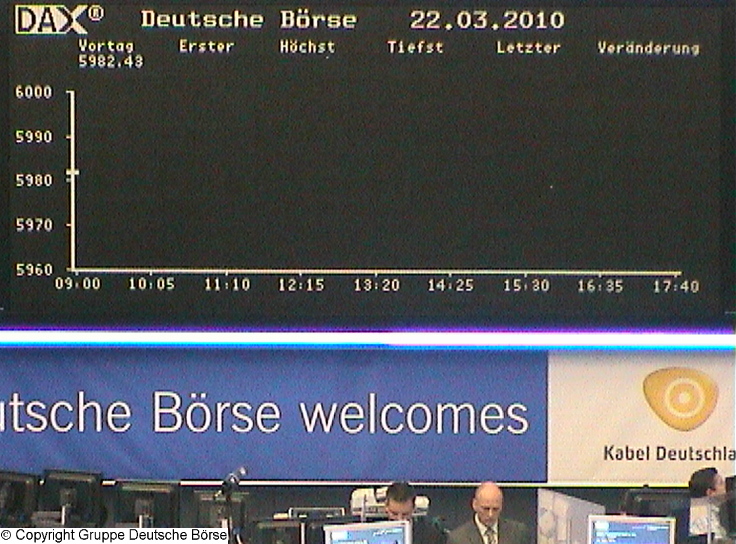 DAX® Deutsche Börse 22.03.2010
Vortag Erster Höchst Tiefst Letzter Veränderung
5982.43
6000
5990
5980
5970
5960
09:00 10:05 11:10 12:15 13:20 14:25 15:30 16:35 17:40
utsche Börse welcomes
Kabel Deutschla
© Copyright Gruppe Deutsche Börse